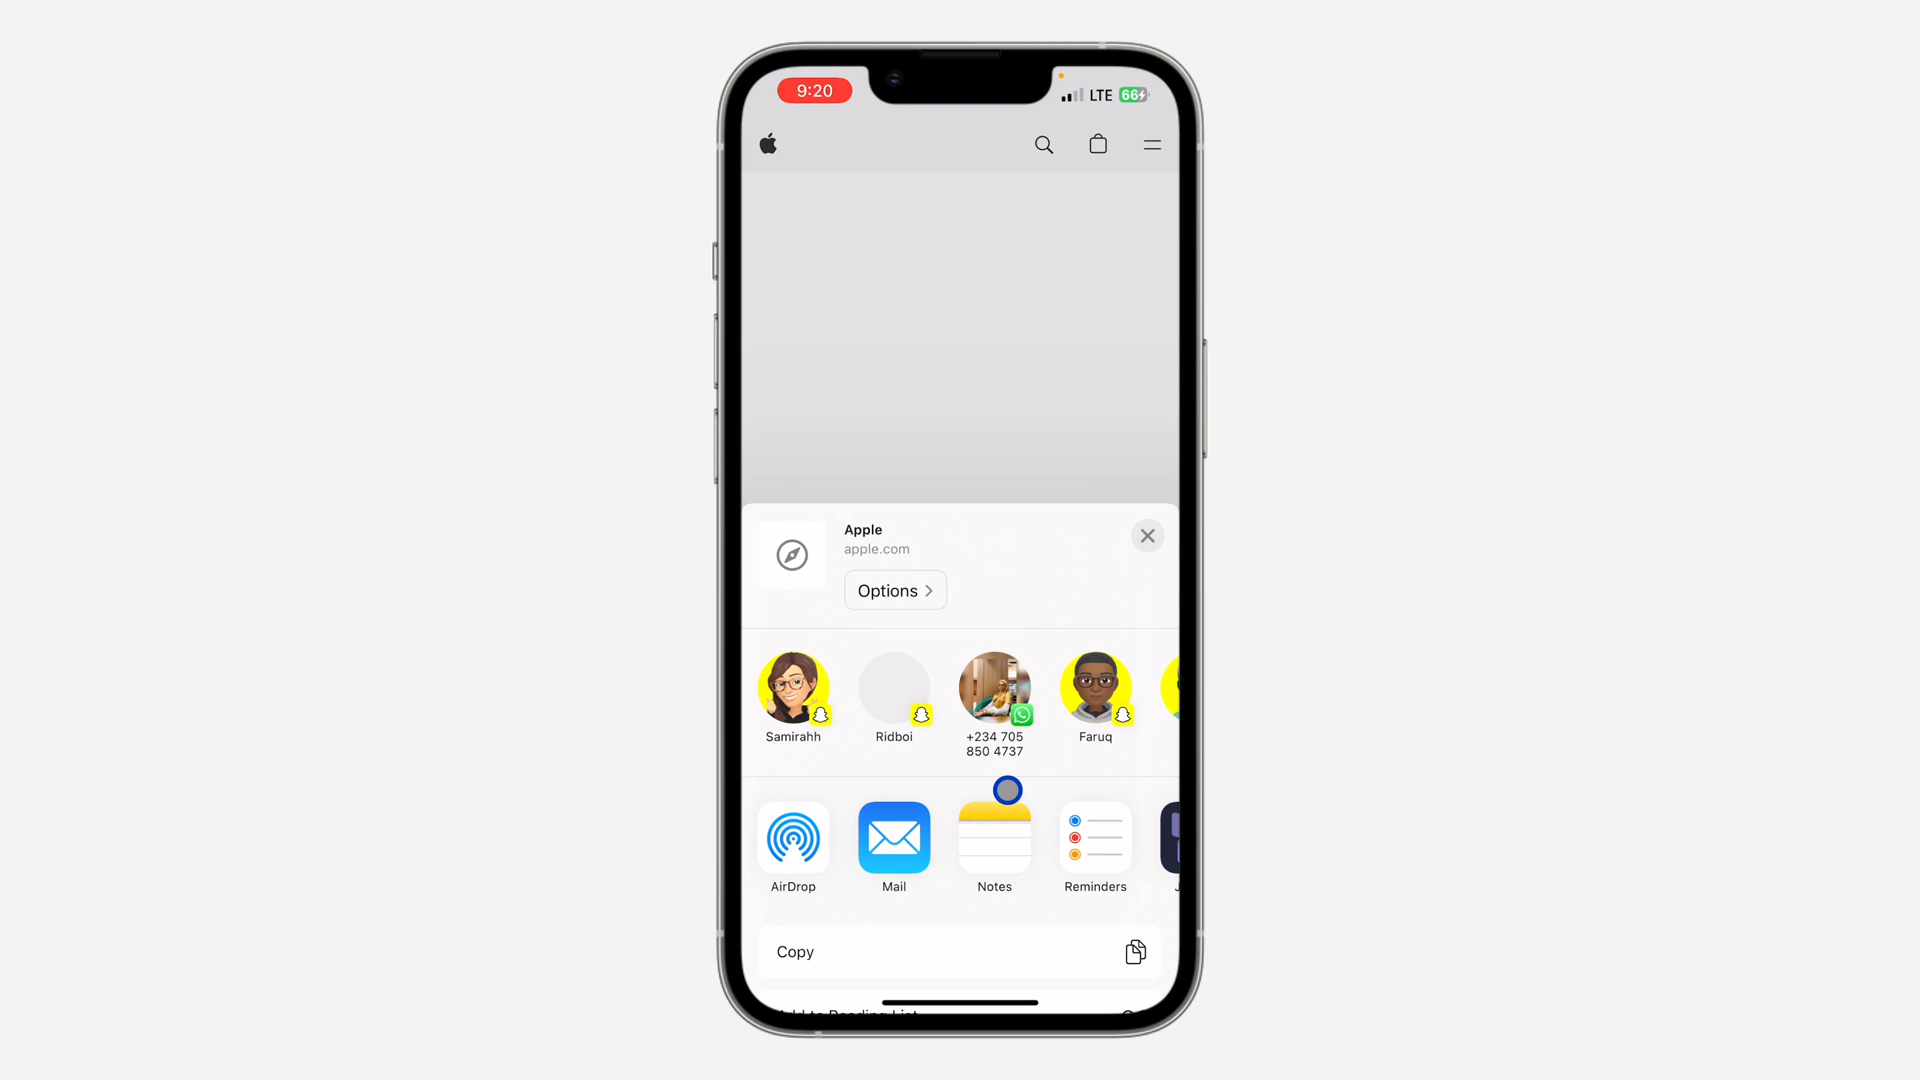 9:20
LTE 66
Apple
apple.com
Options
Samirahh
Ridboi
+234 705
850 4737
Faruq
AirDrop
Mail
Notes
Reminders
J
Copy
Add to Reading List